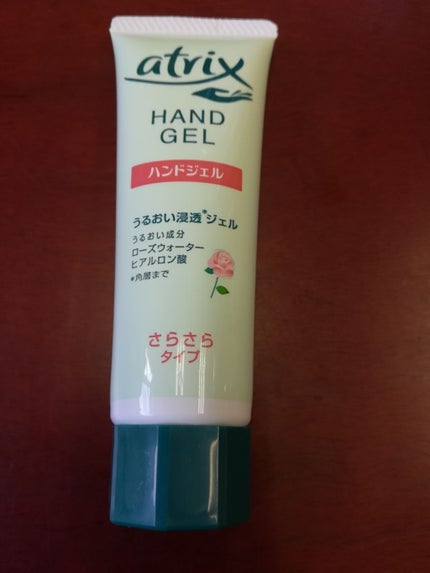 atrix
HAND
GEL
ハンドジェル
うるおい浸透*ジェル
うるおい成分
ローズウォーター
ヒアルロン酸
*角層まで
さらさら
タイプ